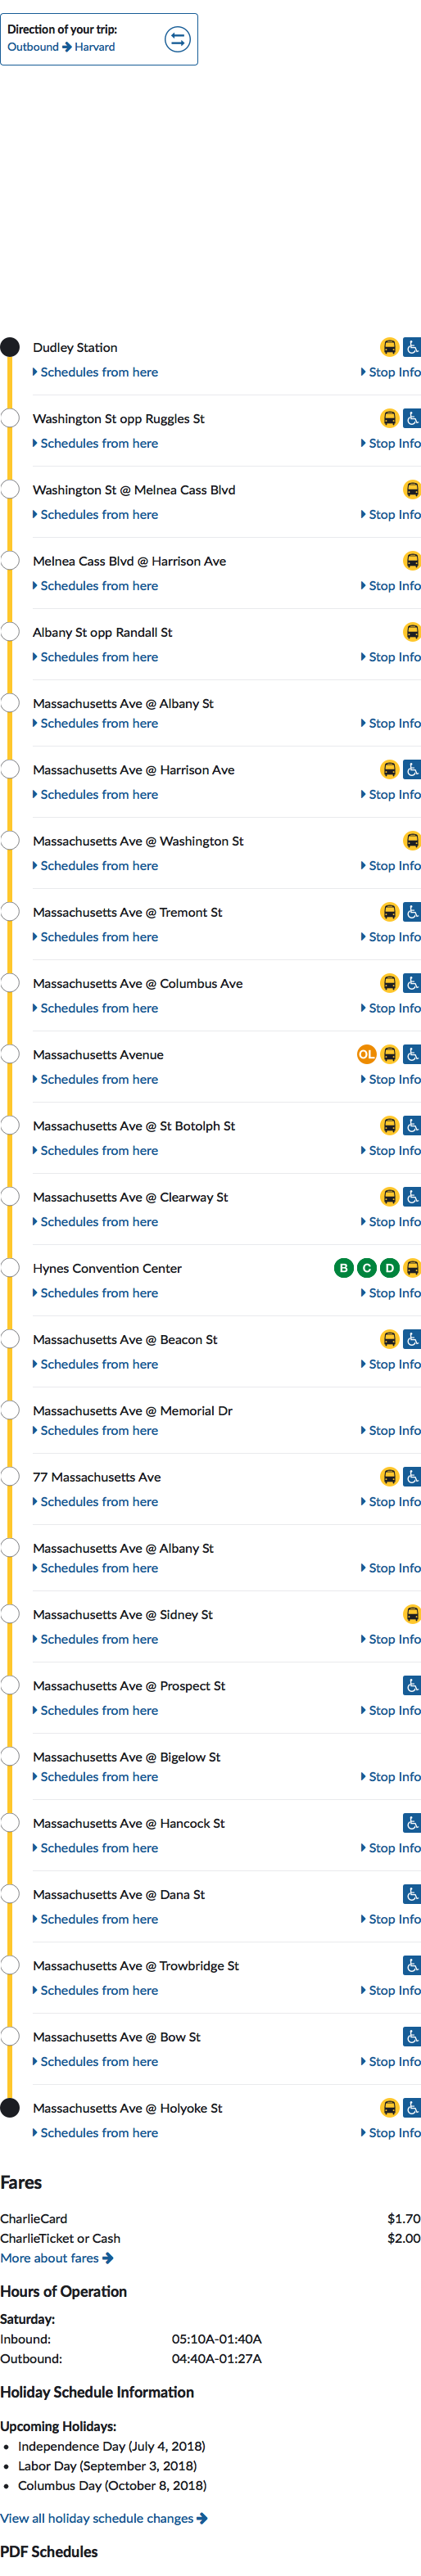 Direction of your trip:
Outbound → Harvard
Dudley Station
Schedules from here Stop Info
Washington St opp Ruggles St
Schedules from here Stop Info
Washington St @ Melnea Cass Blvd
Schedules from here Stop Info
Melnea Cass Blvd @ Harrison Ave
Schedules from here Stop Info
Albany St opp Randall St
Schedules from here Stop Info
Massachusetts Ave @ Albany St
Schedules from here Stop Info
Massachusetts Ave @ Harrison Ave
Schedules from here Stop Info
Massachusetts Ave @ Washington St
Schedules from here Stop Info
Massachusetts Ave @ Tremont St
Schedules from here Stop Info
Massachusetts Ave @ Columbus Ave
Schedules from here Stop Info
Massachusetts Avenue OL
Schedules from here Stop Info
Massachusetts Ave @ St Botolph St
Schedules from here Stop Info
Massachusetts Ave @ Clearway St
Schedules from here Stop Info
Hynes Convention Center B C D
Schedules from here Stop Info
Massachusetts Ave @ Beacon St
Schedules from here Stop Info
Massachusetts Ave @ Memorial Dr
Schedules from here Stop Info
77 Massachusetts Ave
Schedules from here Stop Info
Massachusetts Ave @ Albany St
Schedules from here Stop Info
Massachusetts Ave @ Sidney St
Schedules from here Stop Info
Massachusetts Ave @ Prospect St
Schedules from here Stop Info
Massachusetts Ave @ Bigelow St
Schedules from here Stop Info
Massachusetts Ave @ Hancock St
Schedules from here Stop Info
Massachusetts Ave @ Dana St
Schedules from here Stop Info
Massachusetts Ave @ Trowbridge St
Schedules from here Stop Info
Massachusetts Ave @ Bow St
Schedules from here Stop Info
Massachusetts Ave @ Holyoke St
Schedules from here Stop Info
Fares
CharlieCard $1.70
CharlieTicket or Cash $2.00
More about fares →
Hours of Operation
Saturday:
Inbound: 05:10A-01:40A
Outbound: 04:40A-01:27A
Holiday Schedule Information
Upcoming Holidays:
• Independence Day (July 4, 2018)
• Labor Day (September 3, 2018)
• Columbus Day (October 8, 2018)
View all holiday schedule changes →
PDF Schedules